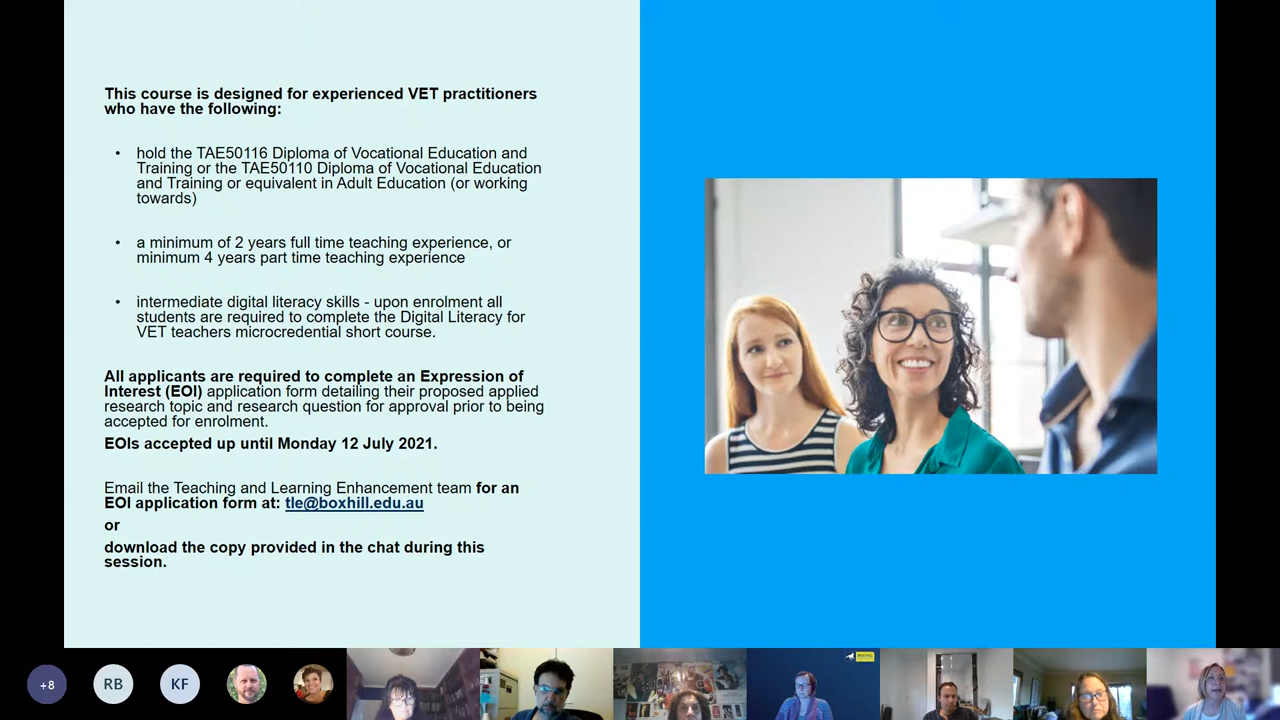 This course is designed for experienced VET practitioners
who have the following:
• hold the TAE50116 Diploma of Vocational Education and
Training or the TAE50110 Diploma of Vocational Education
and Training or equivalent in Adult Education (or working
towards)
• a minimum of 2 years full time teaching experience, or
minimum 4 years part time teaching experience
• intermediate digital literacy skills - upon enrolment all
students are required to complete the Digital Literacy for
VET teachers microcredential short course.
All applicants are required to complete an Expression of
Interest (EOI) application form detailing their proposed applied
research topic and research question for approval prior to being
accepted for enrolment.
EOIs accepted up until Monday 12 July 2021.
Email the Teaching and Learning Enhancement team for an
EOI application form at: tle@boxhill.edu.au
or
download the copy provided in the chat during this
session.
+8
RB
KF
BOX HILL